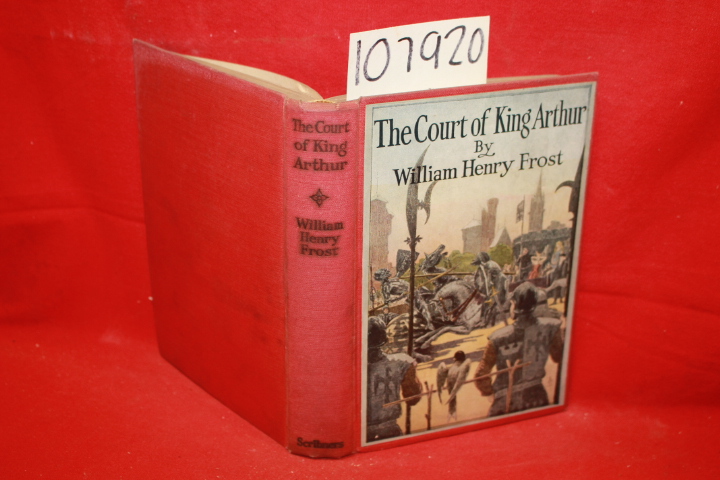 107920
The Court
of King
Arthur
William
Henry
Frost
Scribners
The Court of King Arthur
By
William Henry Frost